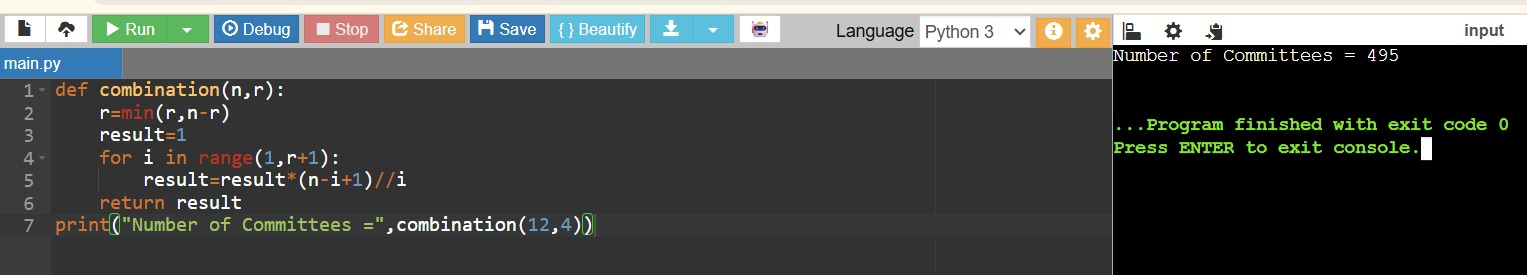 Run Debug Stop Share Save { } Beautify Language Python 3 input
main.py
1 def combination(n,r):
2     r=min(r,n-r)
3     result=1
4     for i in range(1,r+1):
5         result=result*(n-i+1)//i
6     return result
7 print("Number of Committees =",combination(12,4))
Number of Committees = 495
...Program finished with exit code 0
Press ENTER to exit console.